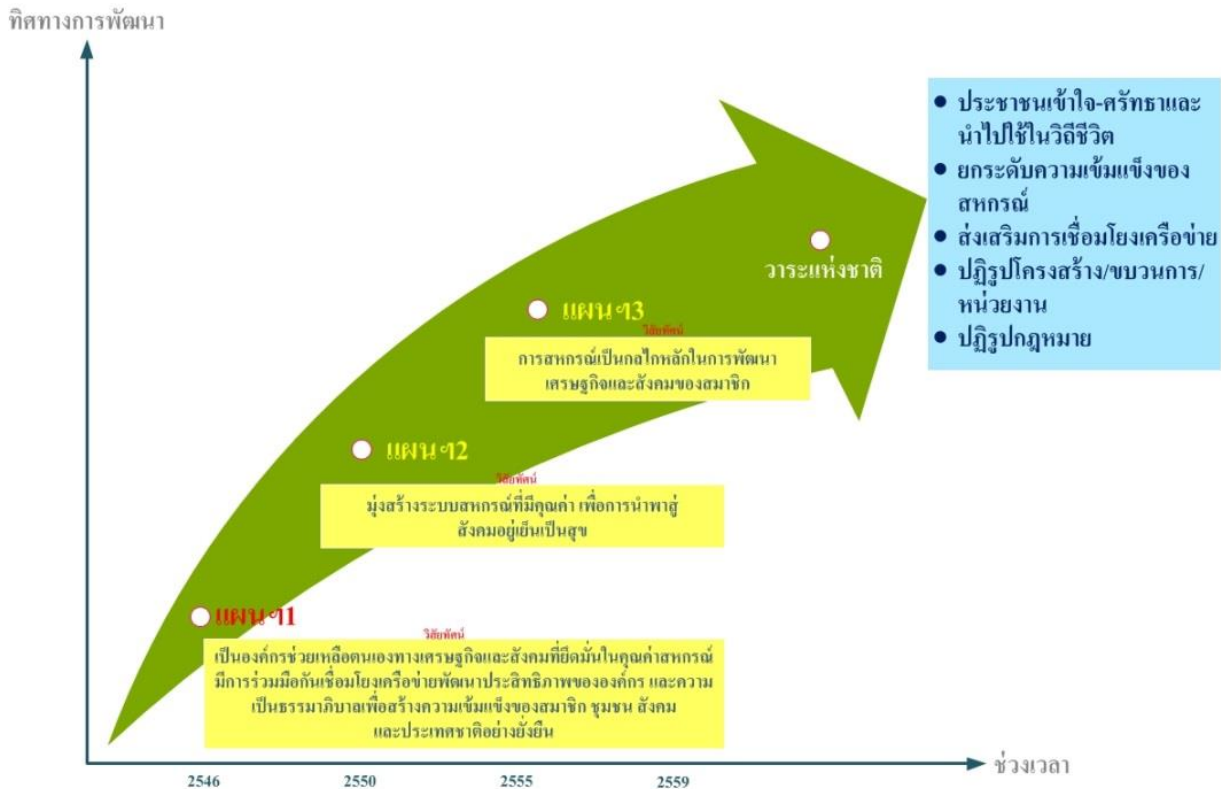 ทิศทางการพัฒนา
• ประชาชนเข้าใจ-ศรัทธาและ
นำไปใช้ในวิถีชีวิต
• ยกระดับความเข้มแข็งของ
สหกรณ์
• ส่งเสริมการเชื่อมโยงเครือข่าย
• ปฏิรูปโครงสร้าง/ขบวนการ/
หน่วยงาน
• ปฏิรูปกฎหมาย
วาระแห่งชาติ
แผนฯ3
วิสัยทัศน์
การสหกรณ์เป็นกลไกหลักในการพัฒนา
เศรษฐกิจและสังคมของสมาชิก
แผนฯ2
วิสัยทัศน์
มุ่งสร้างระบบสหกรณ์ที่มีคุณค่า เพื่อการนำพาสู่
สังคมอยู่เย็นเป็นสุข
แผนฯ1
วิสัยทัศน์
เป็นองค์กรช่วยเหลือตนเองทางเศรษฐกิจและสังคมที่ยึดมั่นในคุณค่าสหกรณ์
มีการร่วมมือกันเชื่อมโยงเครือข่ายพัฒนาประสิทธิภาพขององค์กร และความ
เป็นธรรมาภิบาลเพื่อสร้างความเข้มแข็งของสมาชิก ชุมชน สังคม
และประเทศชาติอย่างยั่งยืน
ช่วงเวลา
2546 2550 2555 2559